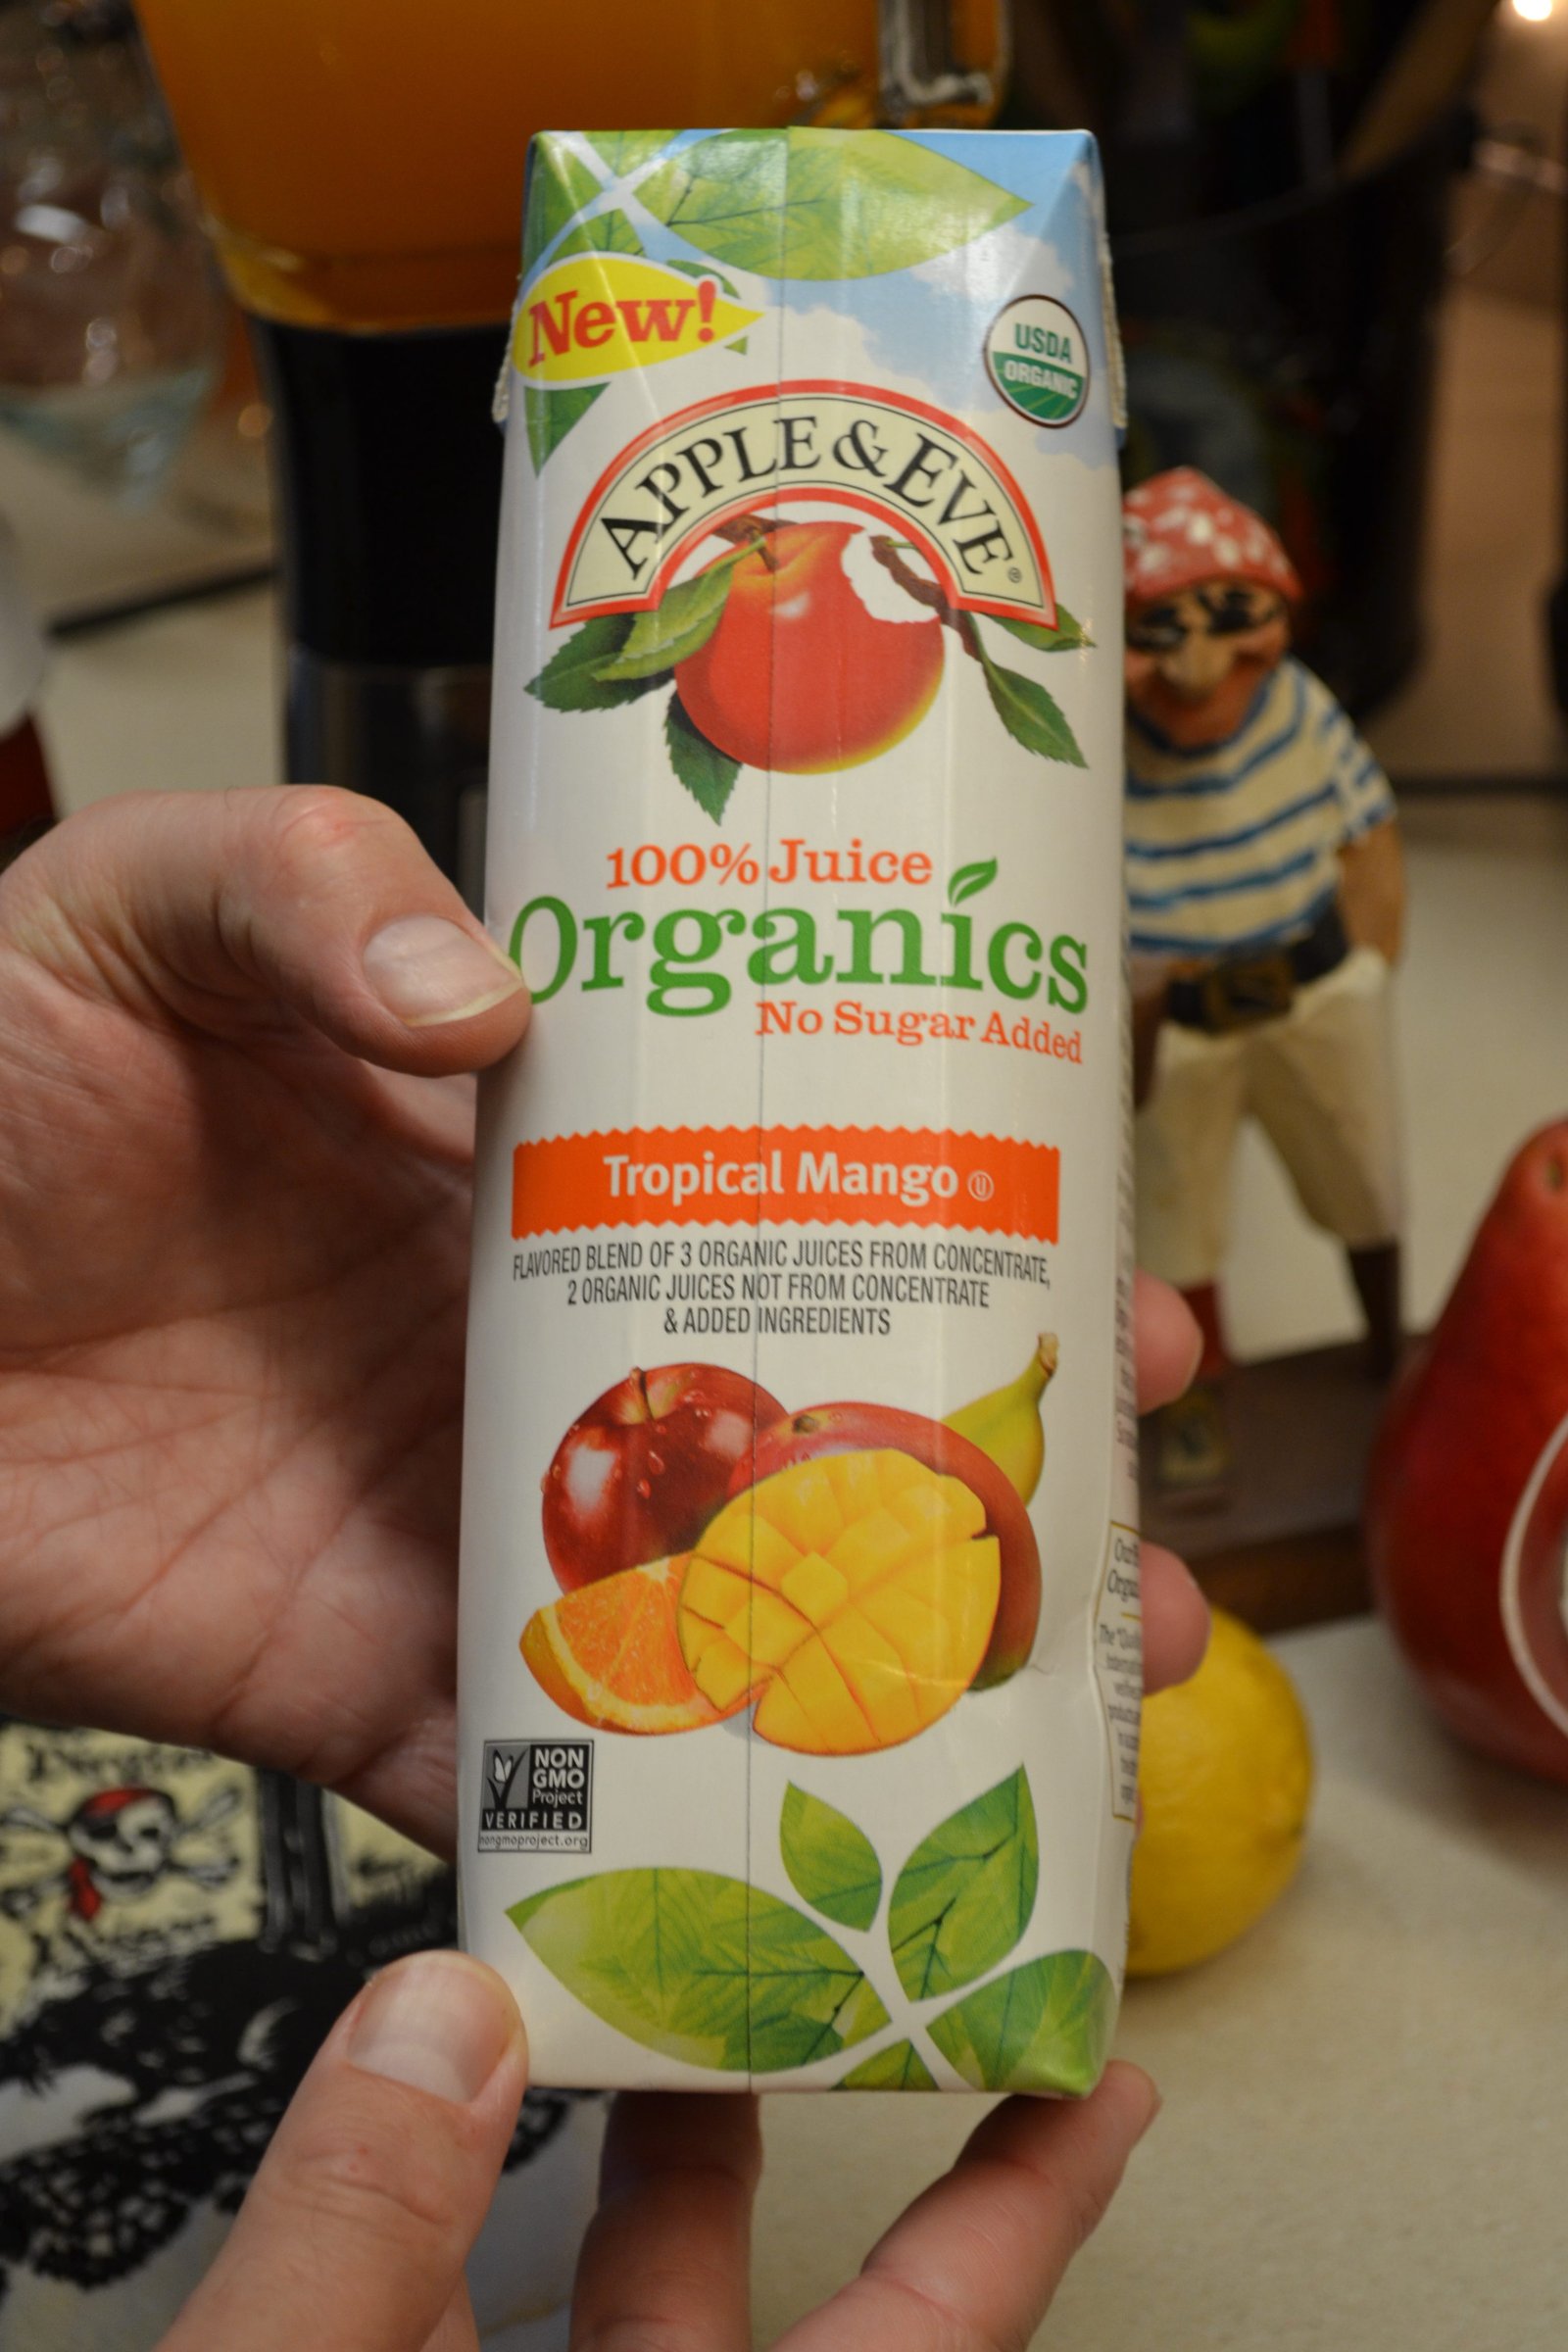 New!
USDA
ORGANIC
APPLE & EVE®
100% Juice
Organics
No Sugar Added
Tropical Mango Ⓤ
FLAVORED BLEND OF 3 ORGANIC JUICES FROM CONCENTRATE,
2 ORGANIC JUICES NOT FROM CONCENTRATE
& ADDED INGREDIENTS
NON
GMO
Project
VERIFIED
nongmoproject.org